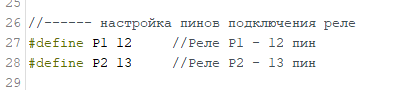 25
26 //------ настройка пинов подключения реле
27 #define P1 12 //Реле P1 - 12 пин
28 #define P2 13 //Реле P2 - 13 пин
29